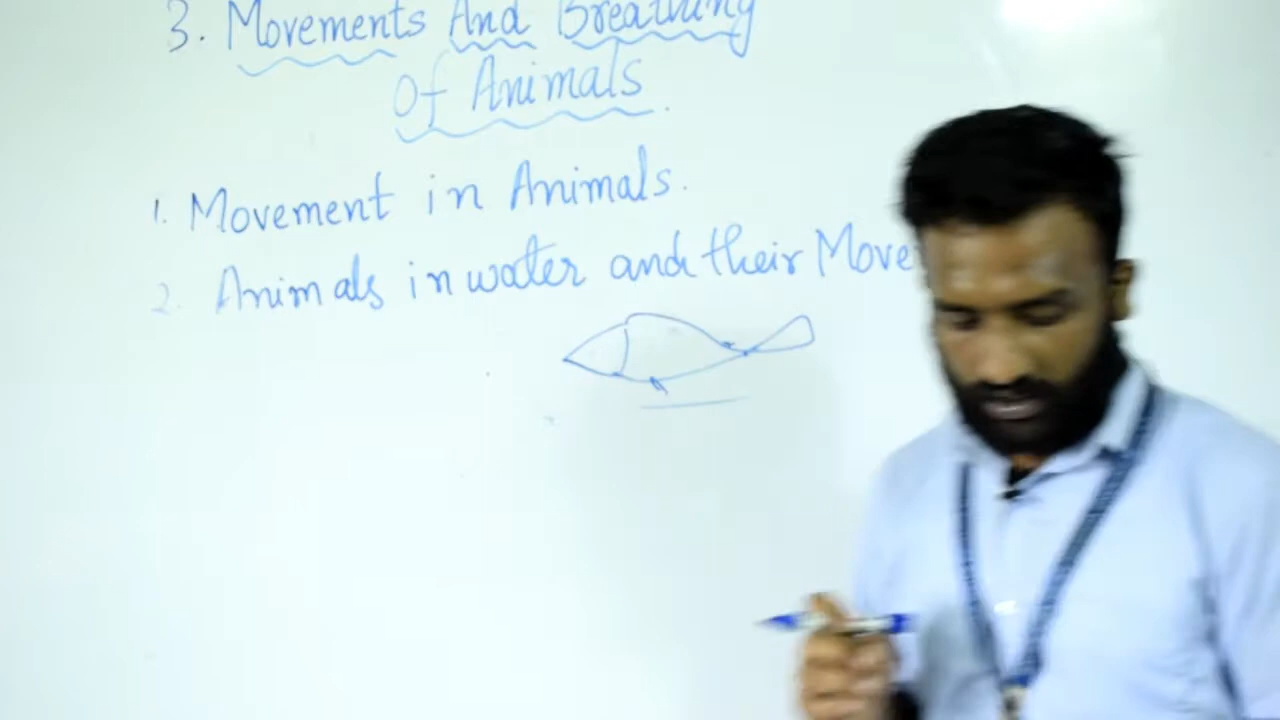 3. Movements And Breathing
Of Animals.
1. Movement in Animals.
2. Animals in water and their Move